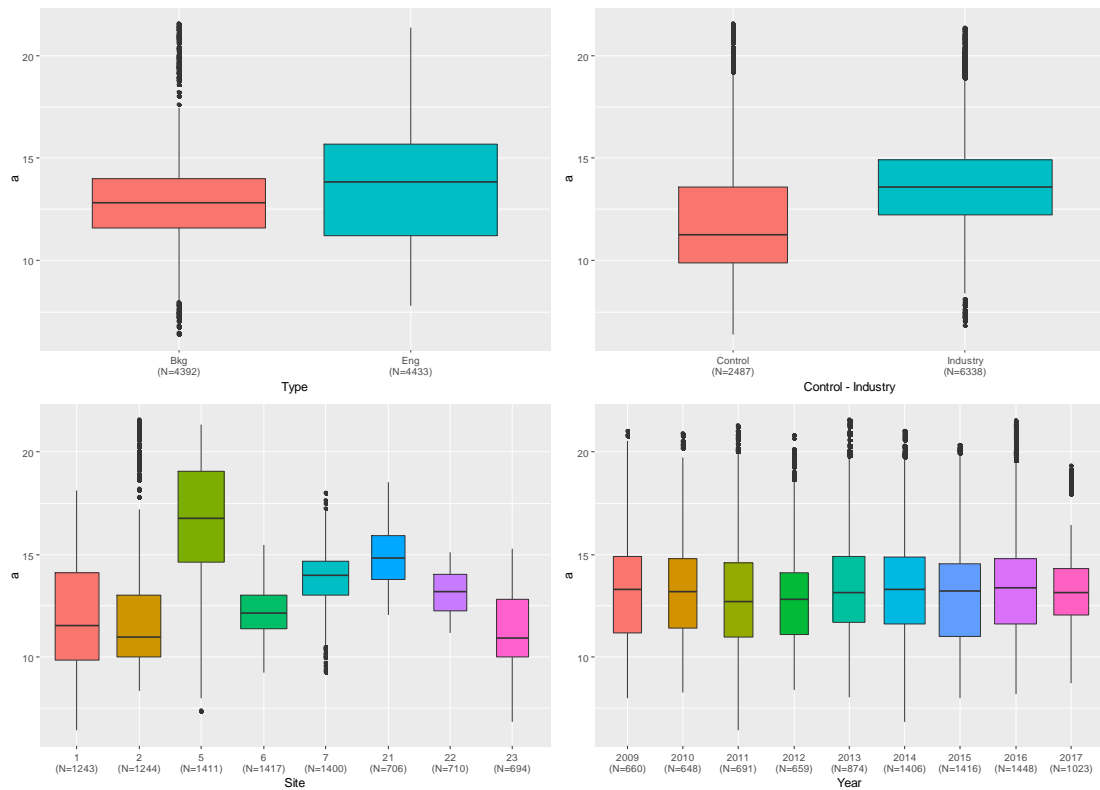 20
15
10
a
Bkg
(N=4392)
Eng
(N=4433)
Type
20
15
10
a
Control
(N=2487)
Industry
(N=6338)
Control - Industry
20
15
10
a
1
(N=1243)
2
(N=1244)
5
(N=1411)
6
(N=1417)
7
(N=1400)
21
(N=706)
22
(N=710)
23
(N=694)
Site
20
15
10
a
2009
(N=660)
2010
(N=648)
2011
(N=691)
2012
(N=659)
2013
(N=874)
2014
(N=1406)
2015
(N=1416)
2016
(N=1448)
2017
(N=1023)
Year